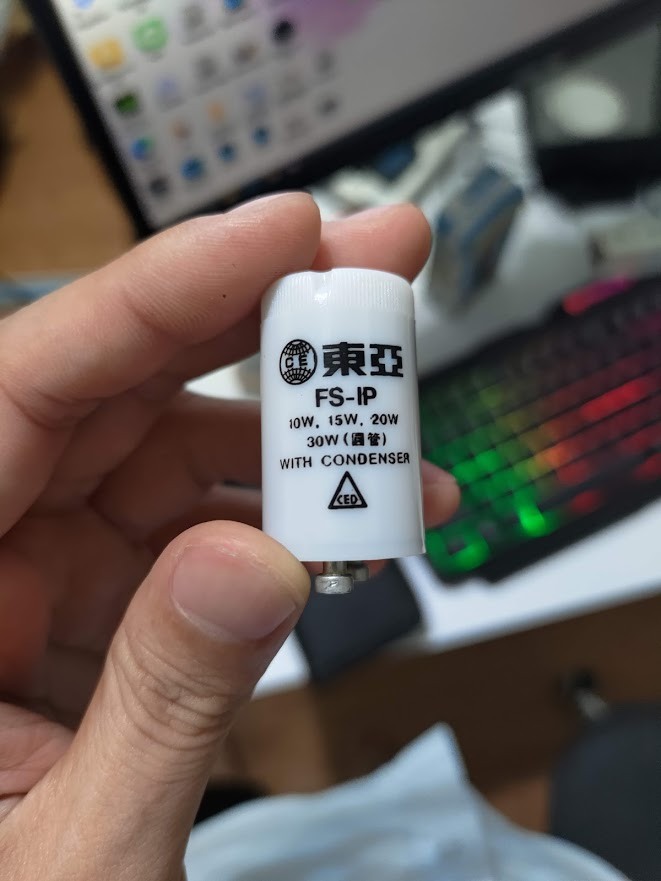 CE 東亞
FS-IP
10W, 15W, 20W
30W (圓管)
WITH CONDENSER
CED